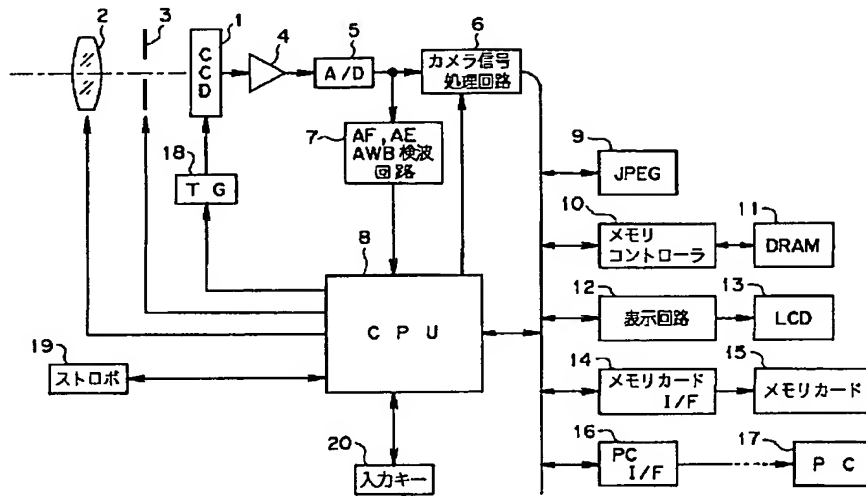 2
3
1
4
5
6
CCD
A/D
カメラ信号
処理回路
7
AF,AE
AWB検波
回路
18
TG
9
JPEG
10
メモリ
コントローラ
11
DRAM
8
CPU
12
表示回路
13
LCD
19
ストロボ
14
メモリカード
I/F
15
メモリカード
16
PC
I/F
17
PC
20
入力キー